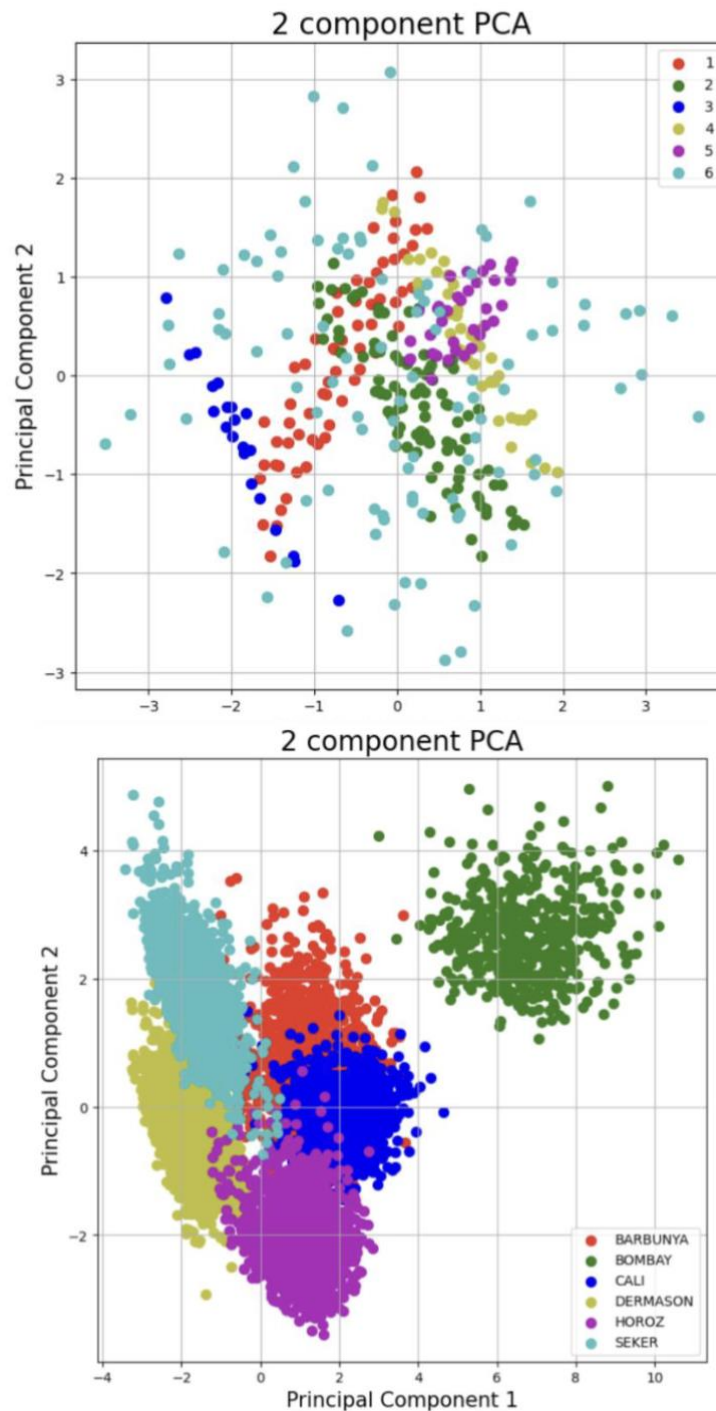 2 component PCA
Principal Component 2
3
2
1
0
−1
−2
−3
−3
−2
−1
0
1
2
3
1
2
3
4
5
6
2 component PCA
Principal Component 2
4
2
0
−2
−4
−2
0
2
4
6
8
10
Principal Component 1
BARBUNYA
BOMBAY
CALI
DERMASON
HOROZ
SEKER